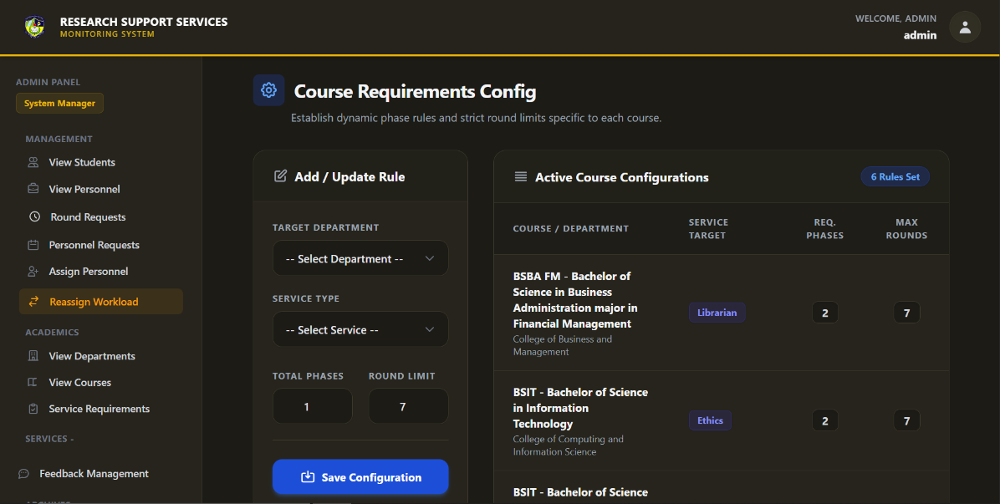 RESEARCH SUPPORT SERVICES
MONITORING SYSTEM
WELCOME, ADMIN
admin
ADMIN PANEL
System Manager
MANAGEMENT
View Students
View Personnel
Round Requests
Personnel Requests
Assign Personnel
Reassign Workload
ACADEMICS
View Departments
View Courses
Service Requirements
SERVICES -
Feedback Management
Course Requirements Config
Establish dynamic phase rules and strict round limits specific to each course.
Add / Update Rule
TARGET DEPARTMENT
-- Select Department --
SERVICE TYPE
-- Select Service --
TOTAL PHASES
ROUND LIMIT
1
7
Save Configuration
Active Course Configurations
6 Rules Set
COURSE / DEPARTMENT
SERVICE
TARGET
REQ.
PHASES
MAX
ROUNDS
BSBA FM - Bachelor of
Science in Business
Administration major in
Financial Management
College of Business and
Management
Librarian
2
7
BSIT - Bachelor of Science
in Information
Technology
College of Computing and
Information Science
Ethics
2
7
BSIT - Bachelor of Science